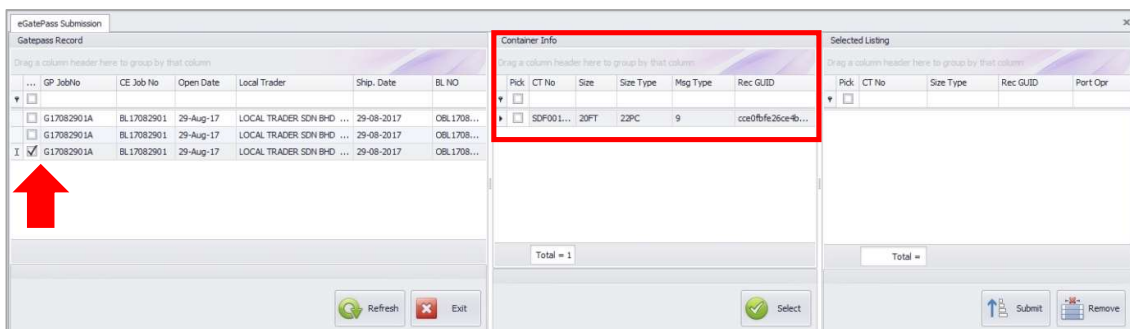 eGatePass Submission
Gatepass Record
Drag a column header here to group by that column
... GP JobNo CE Job No Open Date Local Trader Ship. Date BL NO
G17082901A BL17082901 29-Aug-17 LOCAL TRADER SDN BHD ... 29-08-2017 OBL1708...
G17082901A BL17082901 29-Aug-17 LOCAL TRADER SDN BHD ... 29-08-2017 OBL1708...
G17082901A BL17082901 29-Aug-17 LOCAL TRADER SDN BHD ... 29-08-2017 OBL1708...
Refresh Exit
Container Info
Drag a column header here to group by that column
Pick CT No Size Size Type Msg Type Rec GUID
SDF001... 20FT 22PC 9 cce0fbfe26ce4b...
Total = 1
Select
Selected Listing
Drag a column header here to group by that column
Pick CT No Size Type Rec GUID Port Opr
Total =
Submit Remove